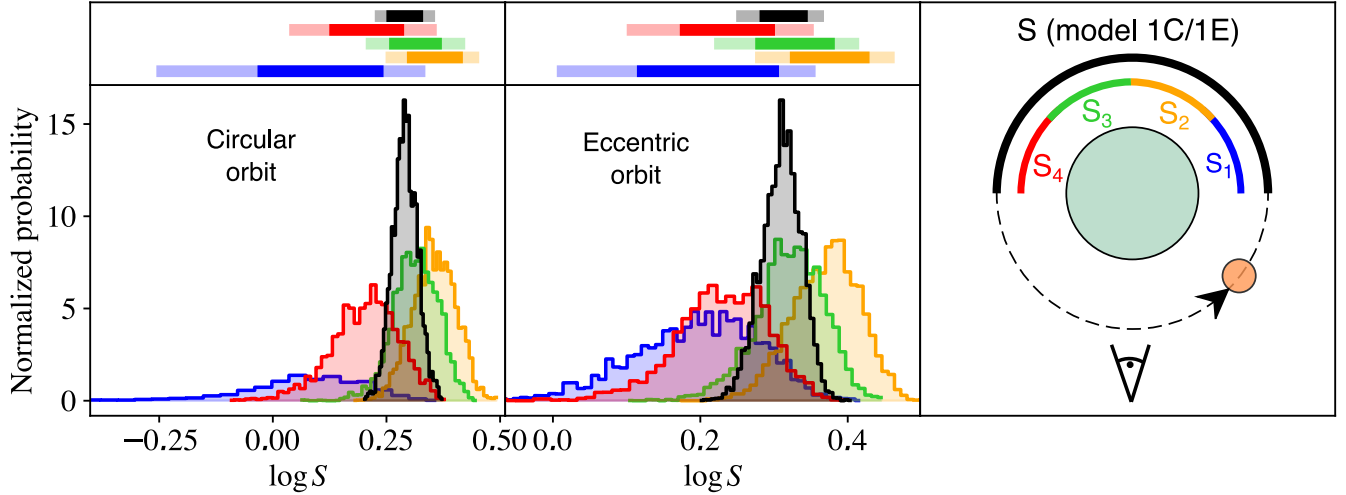 S (model 1C/1E)
Circular
orbit
Eccentric
orbit
S₃
S₂
S₄
S₁
Normalized probability
15
10
5
0
−0.25
0.00
0.25
0.50
0.0
0.2
0.4
log S
log S